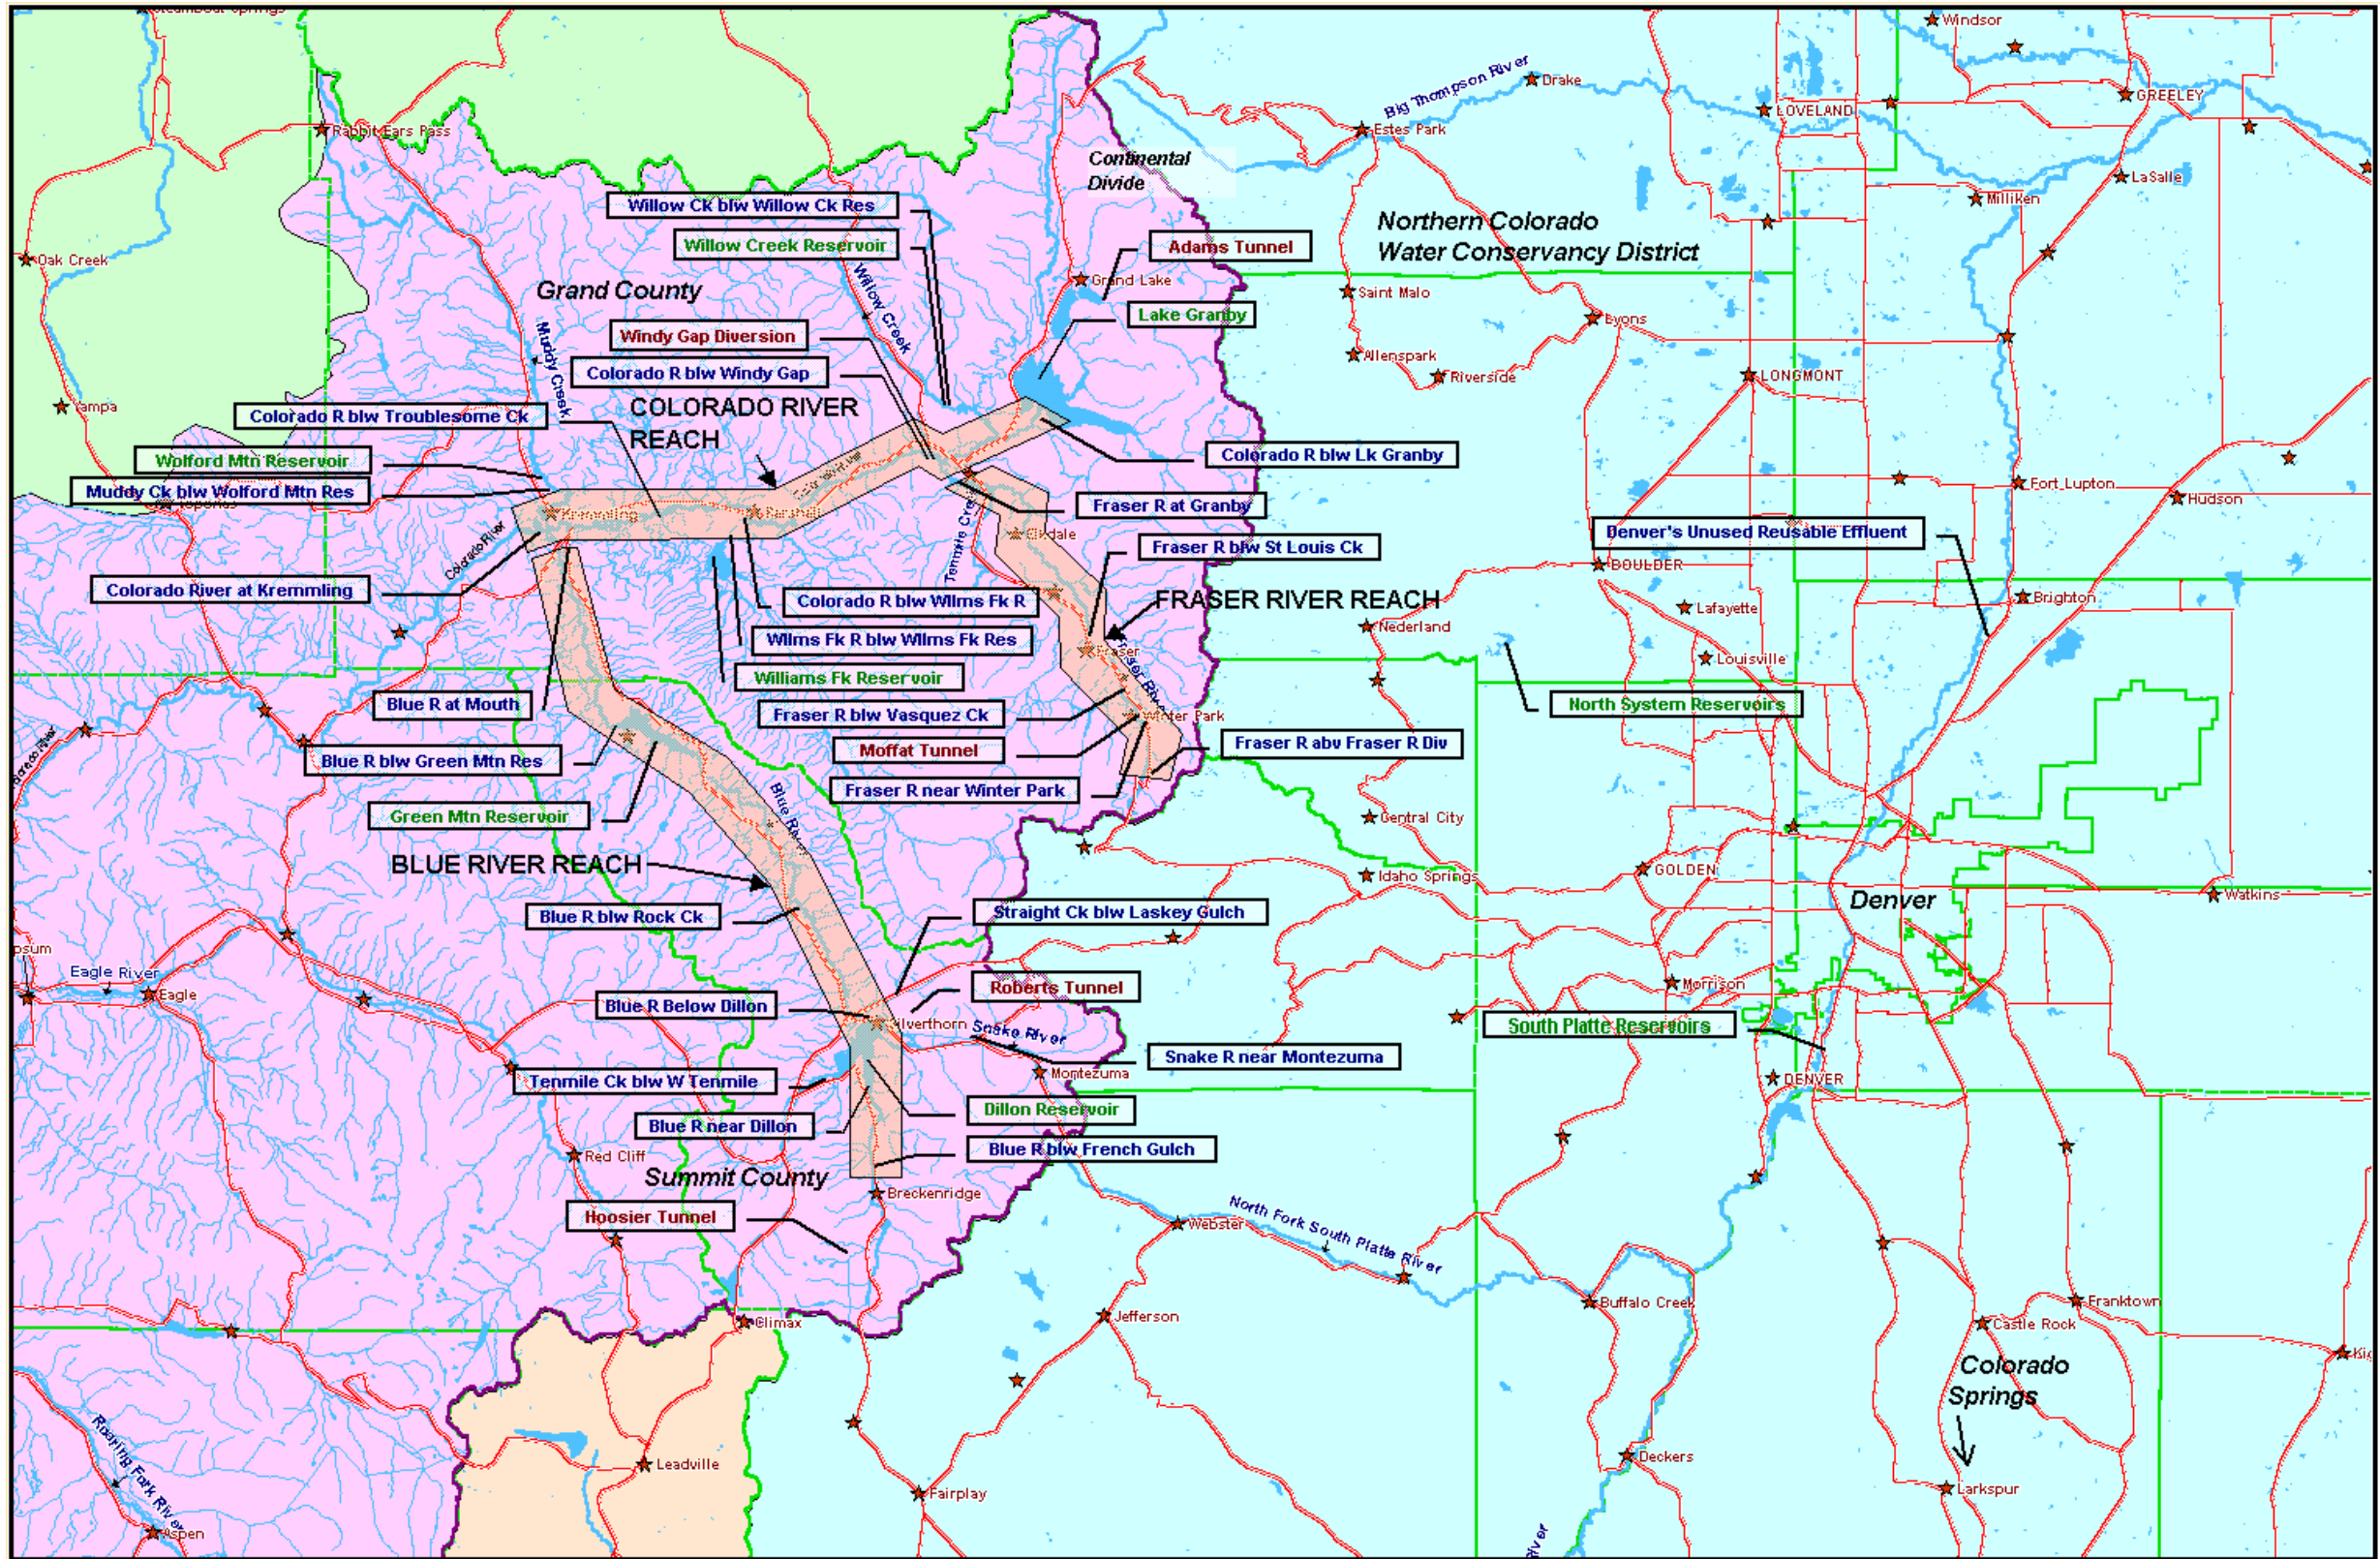 Windsor
Big Thompson River
Drake
GREELEY
LOVELAND
Rabbit Ears Pass
Estes Park
Continental
Divide
LaSalle
Milliken
Willow Ck blw Willow Ck Res
Northern Colorado
Water Conservancy District
Willow Creek Reservoir
Adams Tunnel
Oak Creek
Grand Lake
Grand County
Willow Creek
Saint Malo
Lake Granby
Lyons
Windy Gap Diversion
Muddy Creek
Allenspark
Colorado R blw Windy Gap
Riverside
LONGMONT
Yampa
COLORADO RIVER
REACH
Colorado R blw Troublesome Ck
Colorado R blw Lk Granby
Wolford Mtn Reservoir
Muddy Ck blw Wolford Mtn Res
Toponas
Fort Lupton
Hudson
Fraser R at Granby
Kremmling
Parshall
Denver's Unused Reusable Effluent
Colorado River
Fraser R blw St Louis Ck
BOULDER
Colorado River at Kremmling
Colorado R blw Wllms Fk R
FRASER RIVER REACH
Lafayette
Brighton
Nederland
Wllms Fk R blw Wllms Fk Res
Fraser
Louisville
Williams Fk Reservoir
Fraser River
Blue R at Mouth
North System Reservoirs
Fraser R blw Vasquez Ck
Winter Park
Moffat Tunnel
Fraser R abv Fraser R Div
Blue R blw Green Mtn Res
Fraser R near Winter Park
Green Mtn Reservoir
Blue River
Central City
BLUE RIVER REACH
GOLDEN
Idaho Springs
Watkins
Denver
Blue R blw Rock Ck
Straight Ck blw Laskey Gulch
psum
Eagle River
Eagle
Roberts Tunnel
Morrison
Blue R Below Dillon
Silverthorn
Snake River
South Platte Reservoirs
Snake R near Montezuma
Montezuma
DENVER
Tenmile Ck blw W Tenmile
Dillon Reservoir
Blue R near Dillon
Blue R blw French Gulch
Red Cliff
Summit County
Breckenridge
Hoosier Tunnel
Webster
North Fork South Platte River
Buffalo Creek
Franktown
Jefferson
Climax
Castle Rock
Colorado
Springs
Roaring Fork River
Deckers
Leadville
Larkspur
Fairplay
Aspen
River